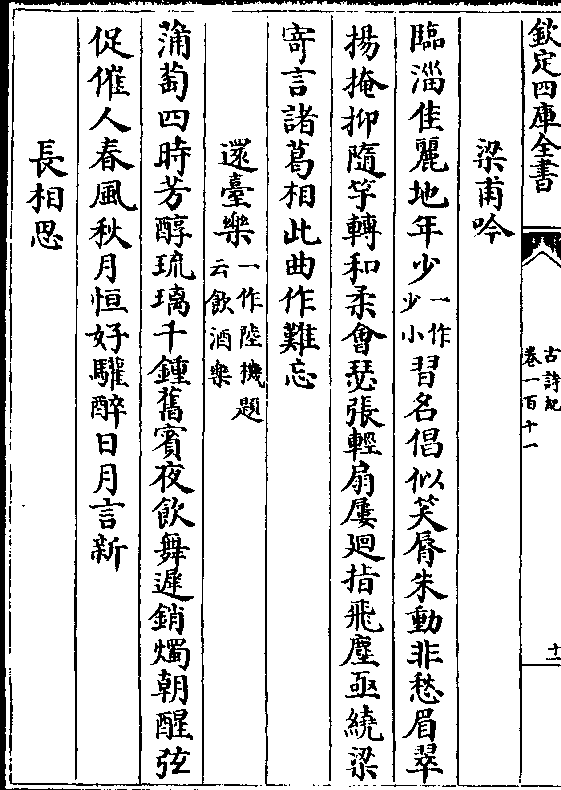 欽定四庫全書
古詩紀
卷一百十一
十一
梁甫吟
臨淄佳麗地年少一作少小習名倡似笑脣朱動非愁眉翠
揚掩抑隨竽轉和柔會瑟張輕扇屢廻指飛塵亟繞梁
寄言諸葛相此曲作難忘
還臺樂一作陸機題云飲酒樂
蒲萄四時芳醇琉璃千鍾舊賓夜飲舞遲銷燭朝醒弦
促催人春風秋月恒好驩醉日月言新
長相思